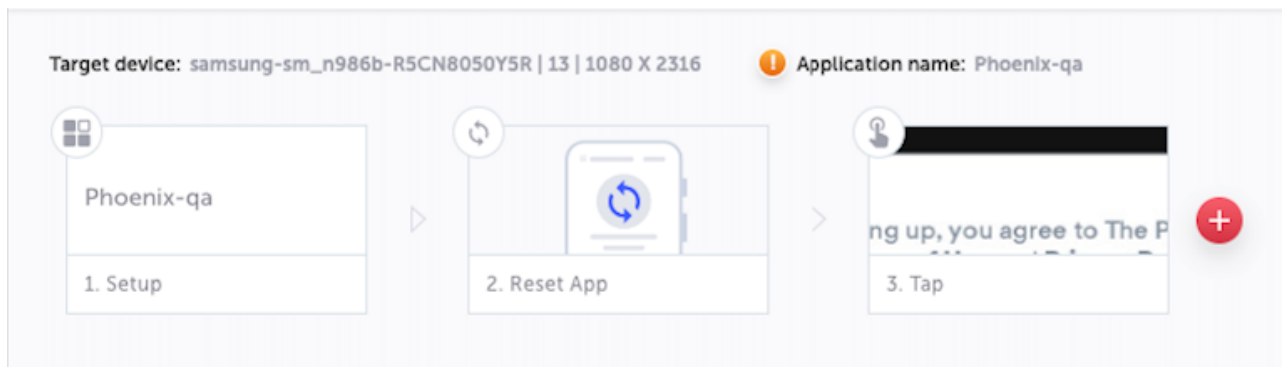 Target device: samsung-sm_n986b-R5CN8050Y5R | 13 | 1080 X 2316
! Application name: Phoenix-qa
Phoenix-qa
1. Setup
2. Reset App
ng up, you agree to The P
3. Tap